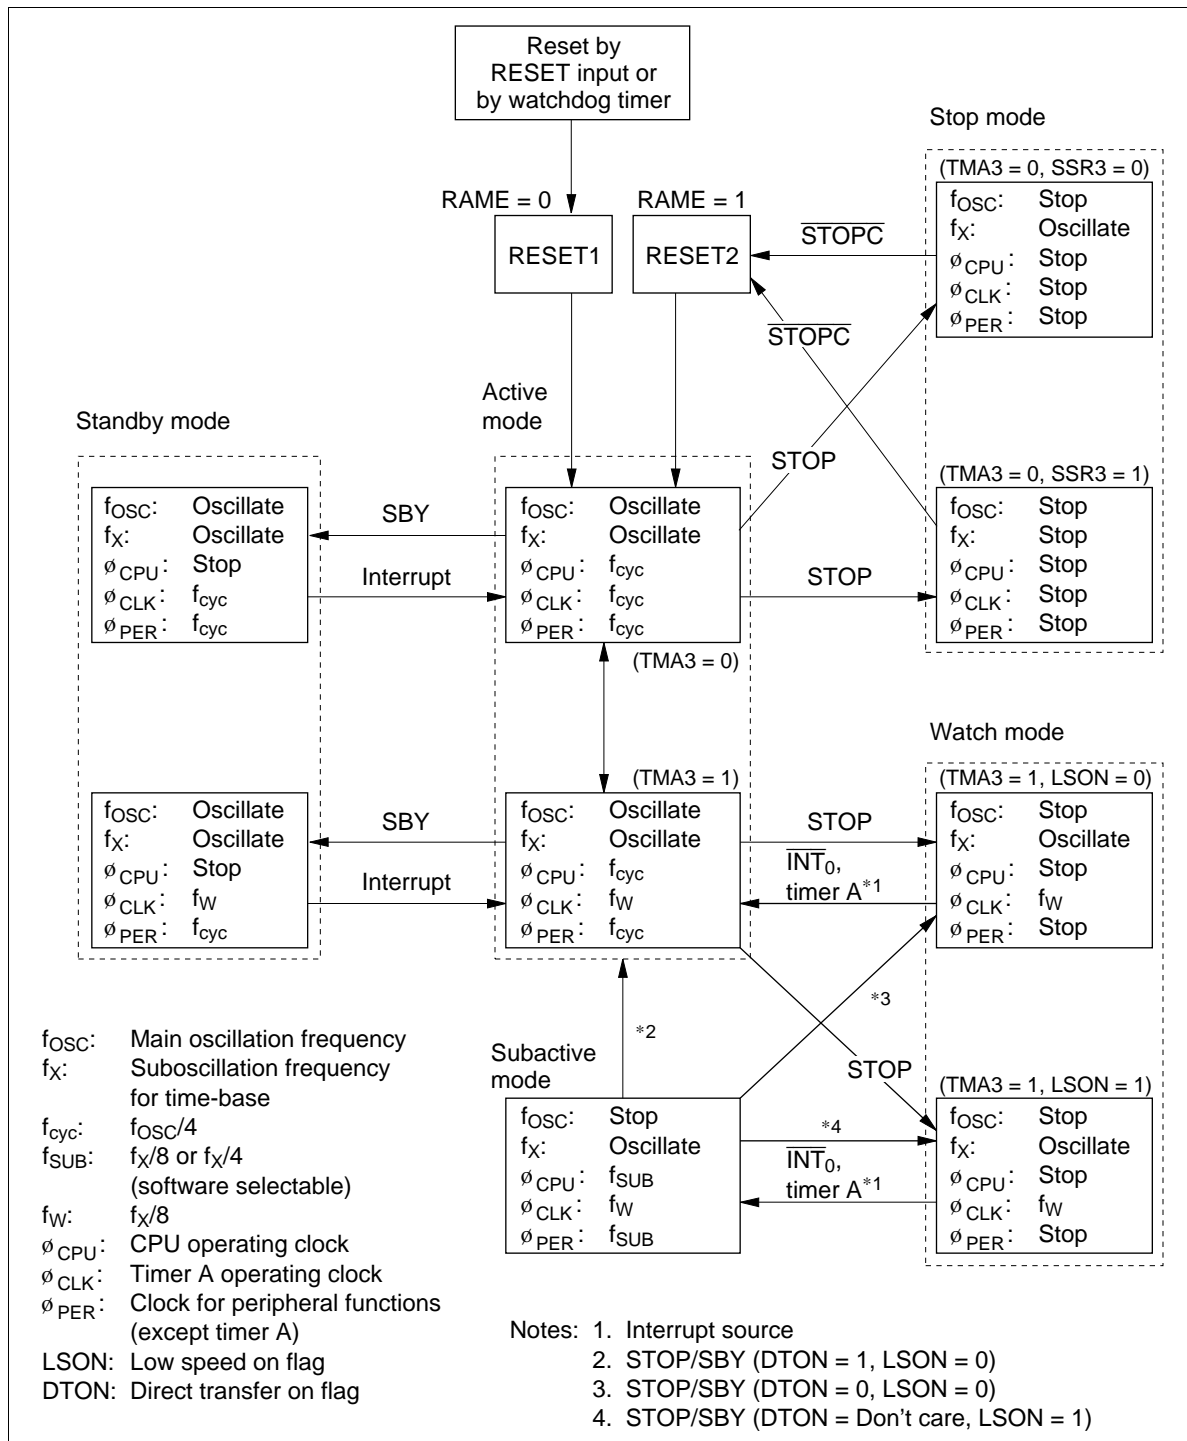 Reset by
RESET input or
by watchdog timer
Stop mode
(TMA3 = 0, SSR3 = 0)
fOSC: Stop
fX: Oscillate
øCPU: Stop
øCLK: Stop
øPER: Stop
RAME = 0
RAME = 1
RESET1
RESET2
STOPC
STOPC
STOP
Active
mode
Standby mode
fOSC: Oscillate
fX: Oscillate
øCPU: Stop
øCLK: fcyc
øPER: fcyc
SBY
Interrupt
fOSC: Oscillate
fX: Oscillate
øCPU: fcyc
øCLK: fcyc
øPER: fcyc
(TMA3 = 0)
STOP
(TMA3 = 0, SSR3 = 1)
fOSC: Stop
fX: Stop
øCPU: Stop
øCLK: Stop
øPER: Stop
fOSC: Oscillate
fX: Oscillate
øCPU: Stop
øCLK: fW
øPER: fcyc
SBY
Interrupt
(TMA3 = 1)
fOSC: Oscillate
fX: Oscillate
øCPU: fcyc
øCLK: fW
øPER: fcyc
STOP
INT0,
timer A*1
Watch mode
(TMA3 = 1, LSON = 0)
fOSC: Stop
fX: Oscillate
øCPU: Stop
øCLK: fW
øPER: Stop
*2
*3
STOP
Subactive
mode
fOSC: Stop
fX: Oscillate
øCPU: fSUB
øCLK: fW
øPER: fSUB
*4
INT0,
timer A*1
(TMA3 = 1, LSON = 1)
fOSC: Stop
fX: Oscillate
øCPU: Stop
øCLK: fW
øPER: Stop
fOSC: Main oscillation frequency
fX: Suboscillation frequency
for time-base
fcyc: fOSC/4
fSUB: fX/8 or fX/4
(software selectable)
fW: fX/8
øCPU: CPU operating clock
øCLK: Timer A operating clock
øPER: Clock for peripheral functions
(except timer A)
LSON: Low speed on flag
DTON: Direct transfer on flag
Notes: 1. Interrupt source
2. STOP/SBY (DTON = 1, LSON = 0)
3. STOP/SBY (DTON = 0, LSON = 0)
4. STOP/SBY (DTON = Don't care, LSON = 1)